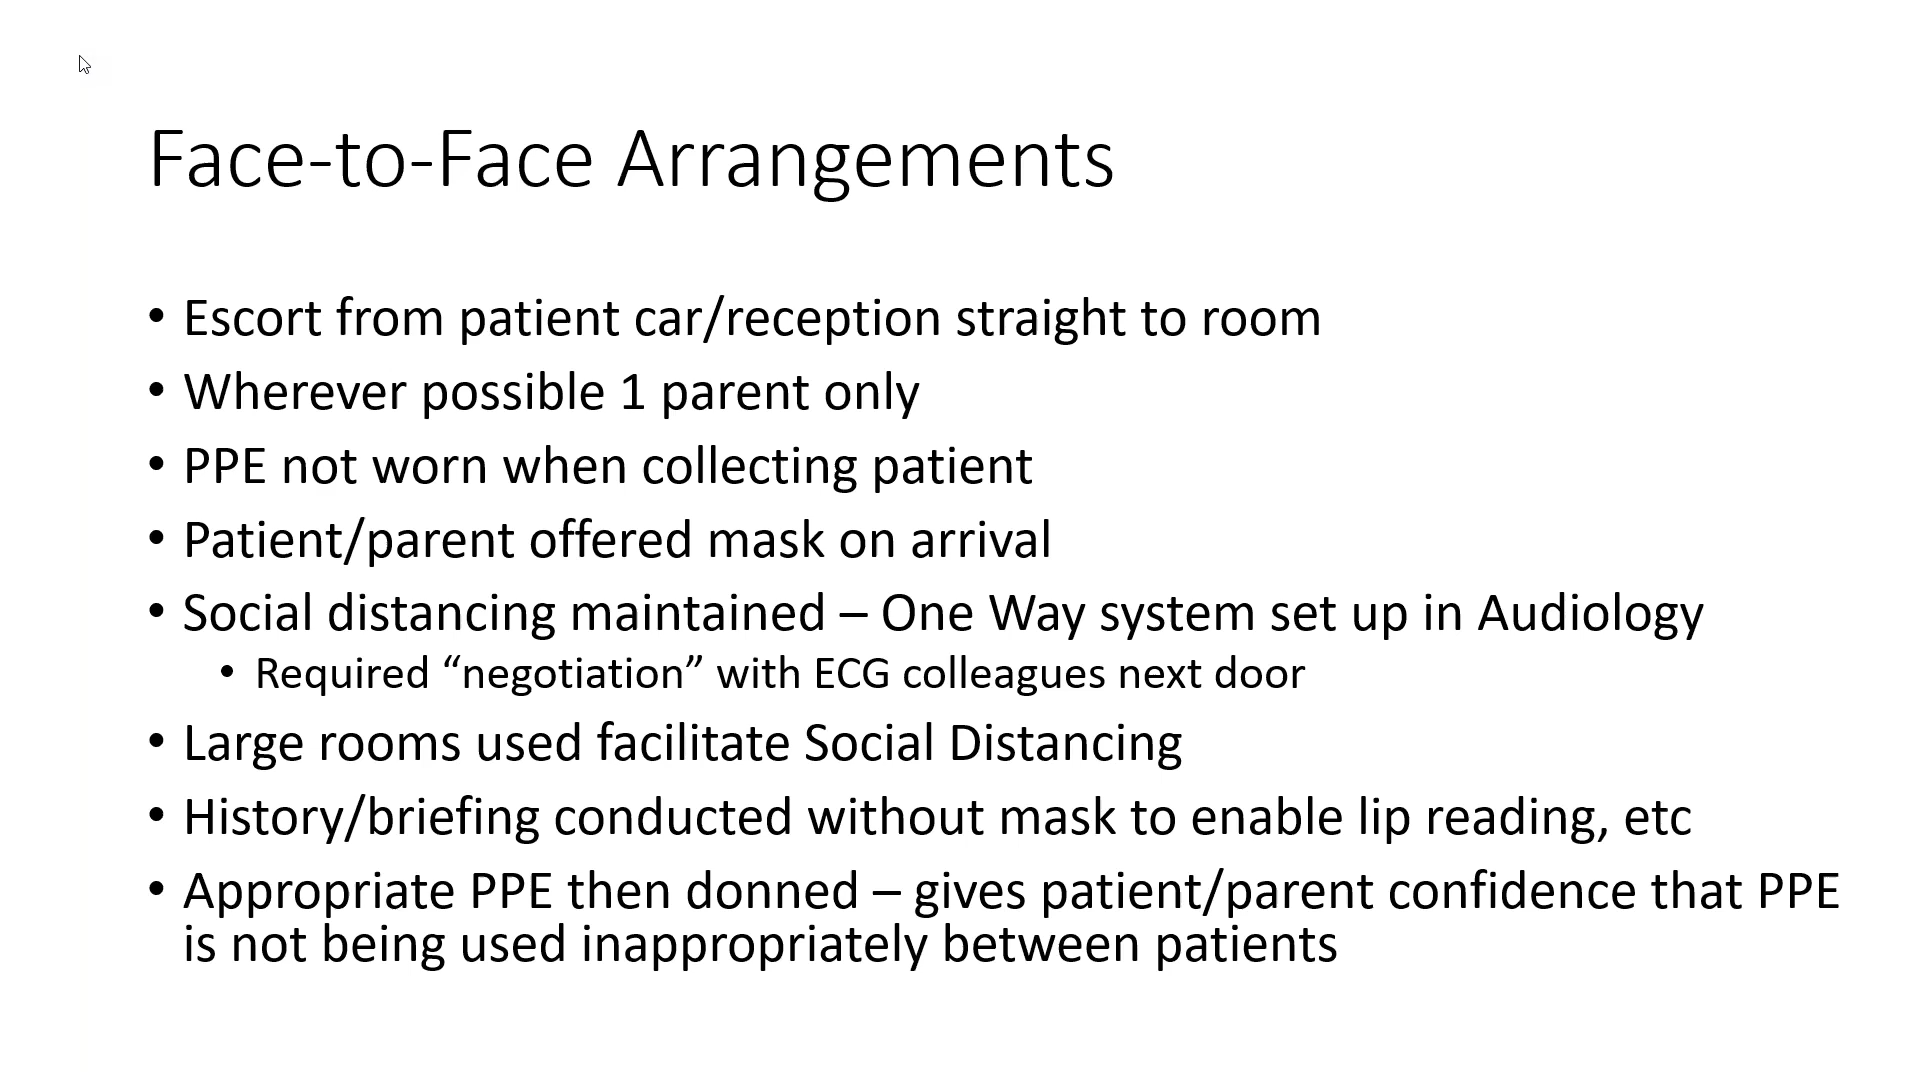 Face-to-Face Arrangements
• Escort from patient car/reception straight to room
• Wherever possible 1 parent only
• PPE not worn when collecting patient
• Patient/parent offered mask on arrival
• Social distancing maintained – One Way system set up in Audiology
• Required “negotiation” with ECG colleagues next door
• Large rooms used facilitate Social Distancing
• History/briefing conducted without mask to enable lip reading, etc
• Appropriate PPE then donned – gives patient/parent confidence that PPE
is not being used inappropriately between patients